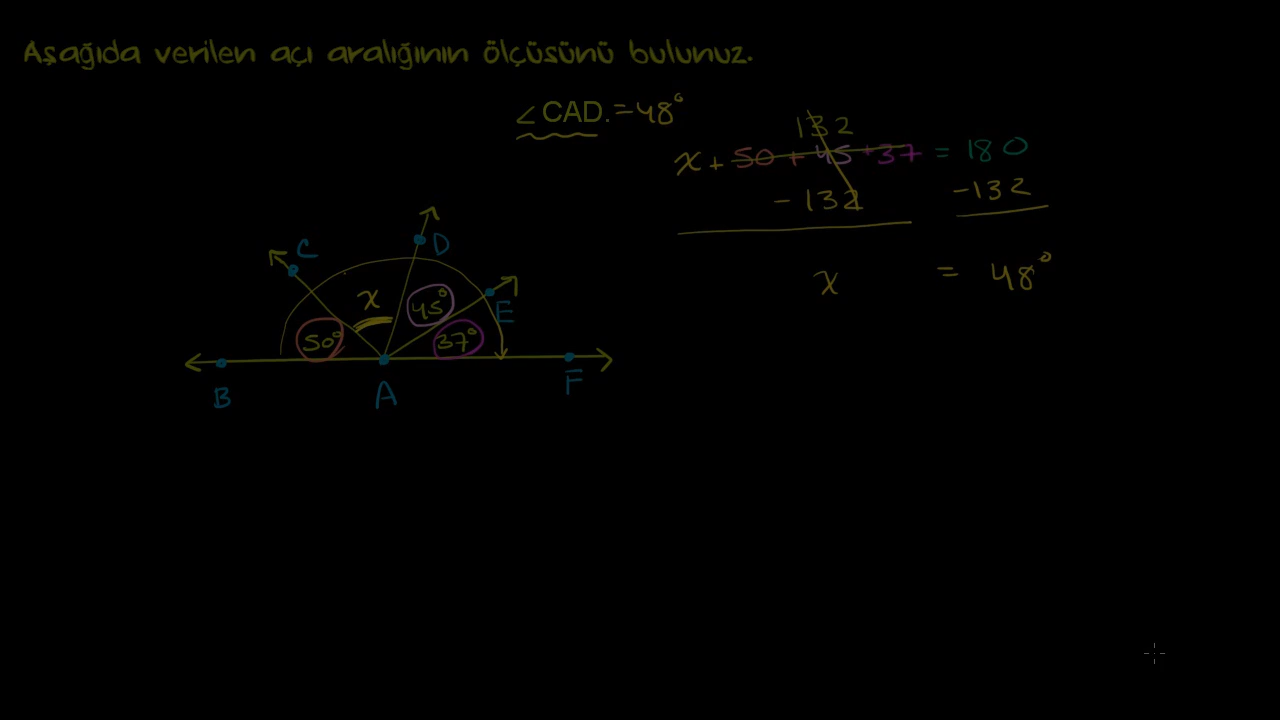 Aşağıda verilen açı aralığının ölçüsünü bulunuz.
∠CAD. = 48°
132
x + 50 + 45 + 37 = 180
- 132 - 132
x = 48°
C
D
E
x
45°
50°
37°
B
A
F